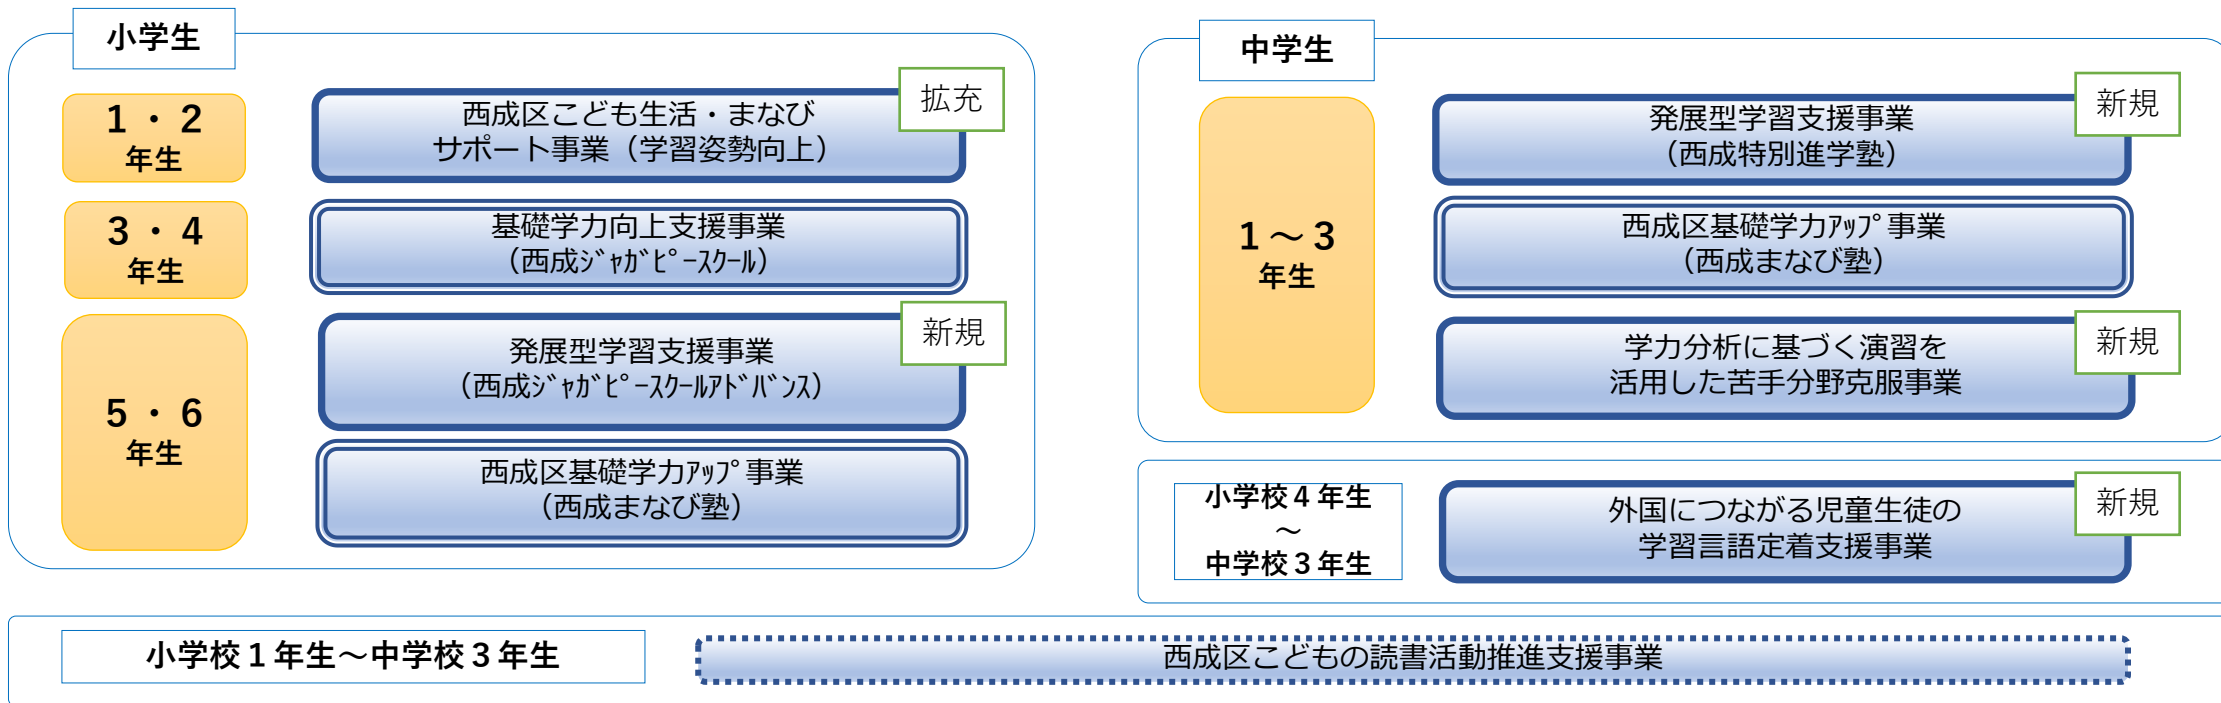 小学生
1・2
年生
西成区こども生活・まなび
サポート事業（学習姿勢向上）
拡充
3・4
年生
基礎学力向上支援事業
（西成ｼﾞｬｶﾞﾋﾟｰｽｸｰﾙ）
5・6
年生
発展型学習支援事業
（西成ｼﾞｬｶﾞﾋﾟｰｽｸｰﾙｱﾄﾞﾊﾞﾝｽ）
新規
西成区基礎学力ｱｯﾌﾟ事業
（西成まなび塾）
中学生
1～3
年生
発展型学習支援事業
（西成特別進学塾）
新規
西成区基礎学力ｱｯﾌﾟ事業
（西成まなび塾）
学力分析に基づく演習を
活用した苦手分野克服事業
新規
小学校4年生
～
中学校3年生
外国につながる児童生徒の
学習言語定着支援事業
新規
小学校1年生～中学校3年生
西成区こどもの読書活動推進支援事業